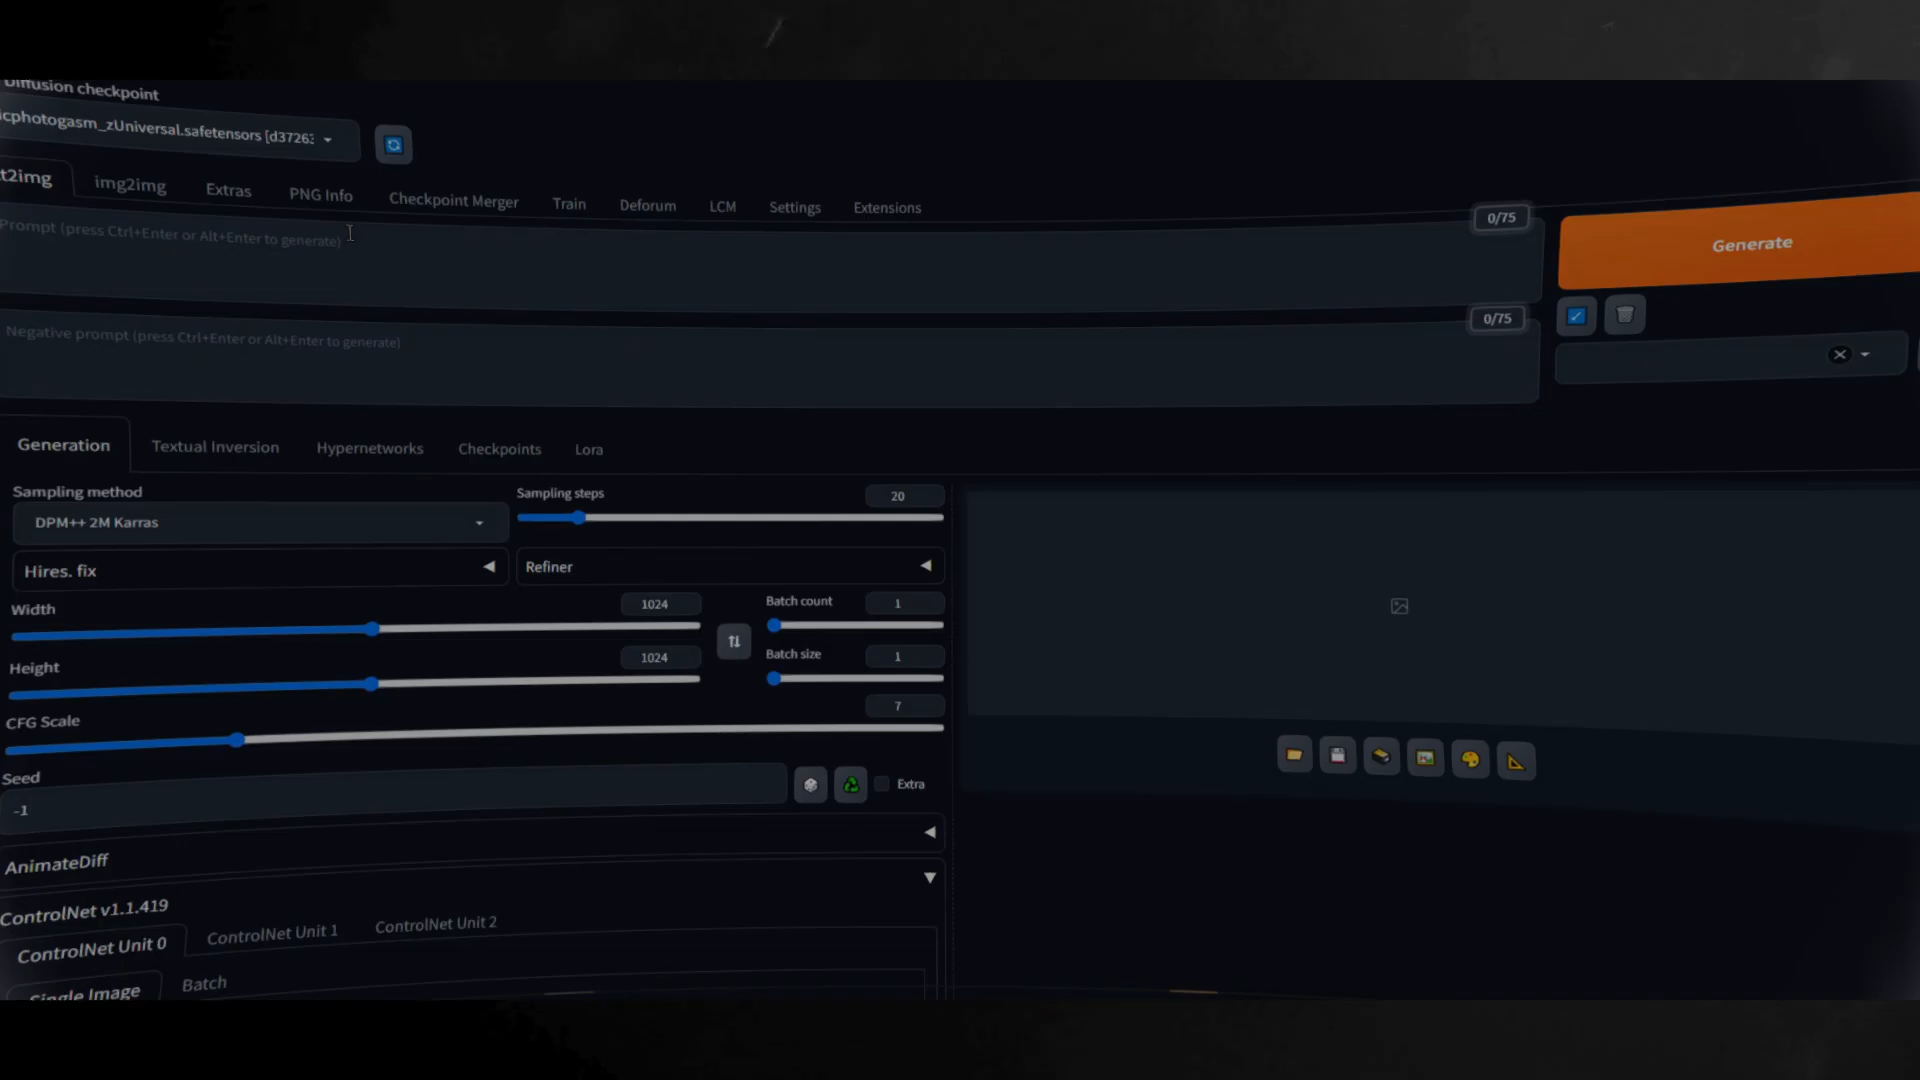 Diffusion checkpoint
icphotogasm_zUniversal.safetensors [d3726
t2img img2img Extras PNG Info Checkpoint Merger Train Deforum LCM Settings Extensions
Prompt (press Ctrl+Enter or Alt+Enter to generate)
0/75
Generate
Negative prompt (press Ctrl+Enter or Alt+Enter to generate)
0/75
Generation Textual Inversion Hypernetworks Checkpoints Lora
Sampling method
DPM++ 2M Karras
Sampling steps
20
Hires. fix
Refiner
Width
1024
Batch count
1
Height
1024
Batch size
1
CFG Scale
7
Seed
-1
Extra
AnimateDiff
ControlNet v1.1.419
ControlNet Unit 0 ControlNet Unit 1 ControlNet Unit 2
Single Image Batch